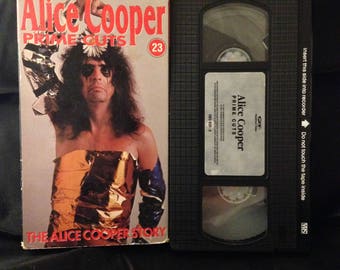 Alice Cooper
PRIME CUTS
23
THE ALICE COOPER STORY
Alice Cooper
PRIME CUTS
Insert this side into recorder
Do not touch the tape inside
VHS